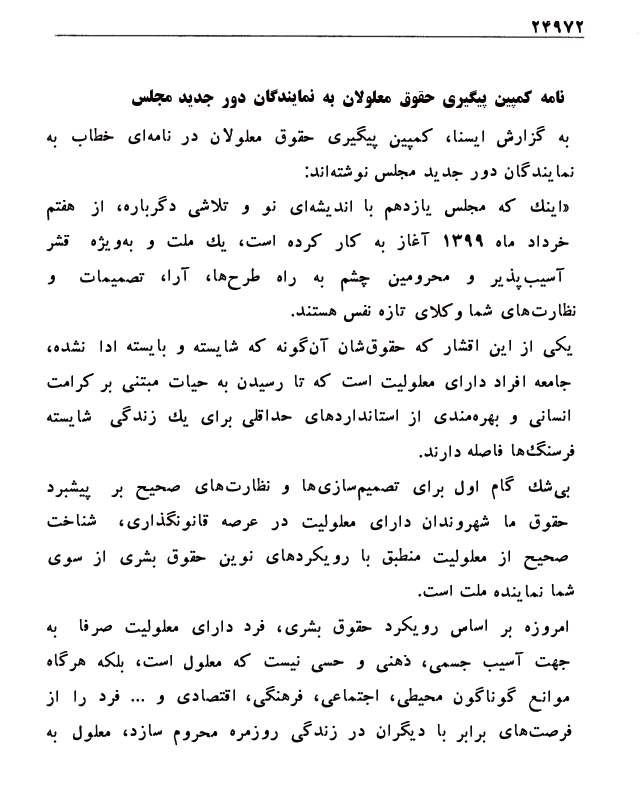 ۲۴۹۷۲
نامه کمپین پیگیری حقوق معلولان به نمایندگان دور جدید مجلس
به گزارش ایسنا، کمپین پیگیری حقوق معلولان در نامه‌ای خطاب به
نمایندگان دور جدید مجلس نوشته‌اند:
«اینك که مجلس یازدهم با اندیشه‌ای نو و تلاشی دگرباره، از هفتم
خرداد ماه ۱۳۹۹ آغاز به کار کرده است، یك ملت و به‌ویژه قشر
آسیب‌پذیر و محرومین چشم به راه طرح‌ها، آرا، تصمیمات و
نظارت‌های شما وکلای تازه نفس هستند.
یکی از این اقشار که حقوق‌شان آن‌گونه که شایسته و بایسته ادا نشده،
جامعه افراد دارای معلولیت است که تا رسیدن به حیات مبتنی بر کرامت
انسانی و بهره‌مندی از استانداردهای حداقلی برای یك زندگی شایسته
فرسنگ‌ها فاصله دارند.
بی‌شك گام اول برای تصمیم‌سازی‌ها و نظارت‌های صحیح بر پیشبرد
حقوق ما شهروندان دارای معلولیت در عرصه قانونگذاری، شناخت
صحیح از معلولیت منطبق با رویکردهای نوین حقوق بشری از سوی
شما نماینده ملت است.
امروزه بر اساس رویکرد حقوق بشری، فرد دارای معلولیت صرفا به
جهت آسیب جسمی، ذهنی و حسی نیست که معلول است، بلکه هرگاه
موانع گوناگون محیطی، اجتماعی، فرهنگی، اقتصادی و ... فرد را از
فرصت‌های برابر با دیگران در زندگی روزمره محروم سازد، معلول به